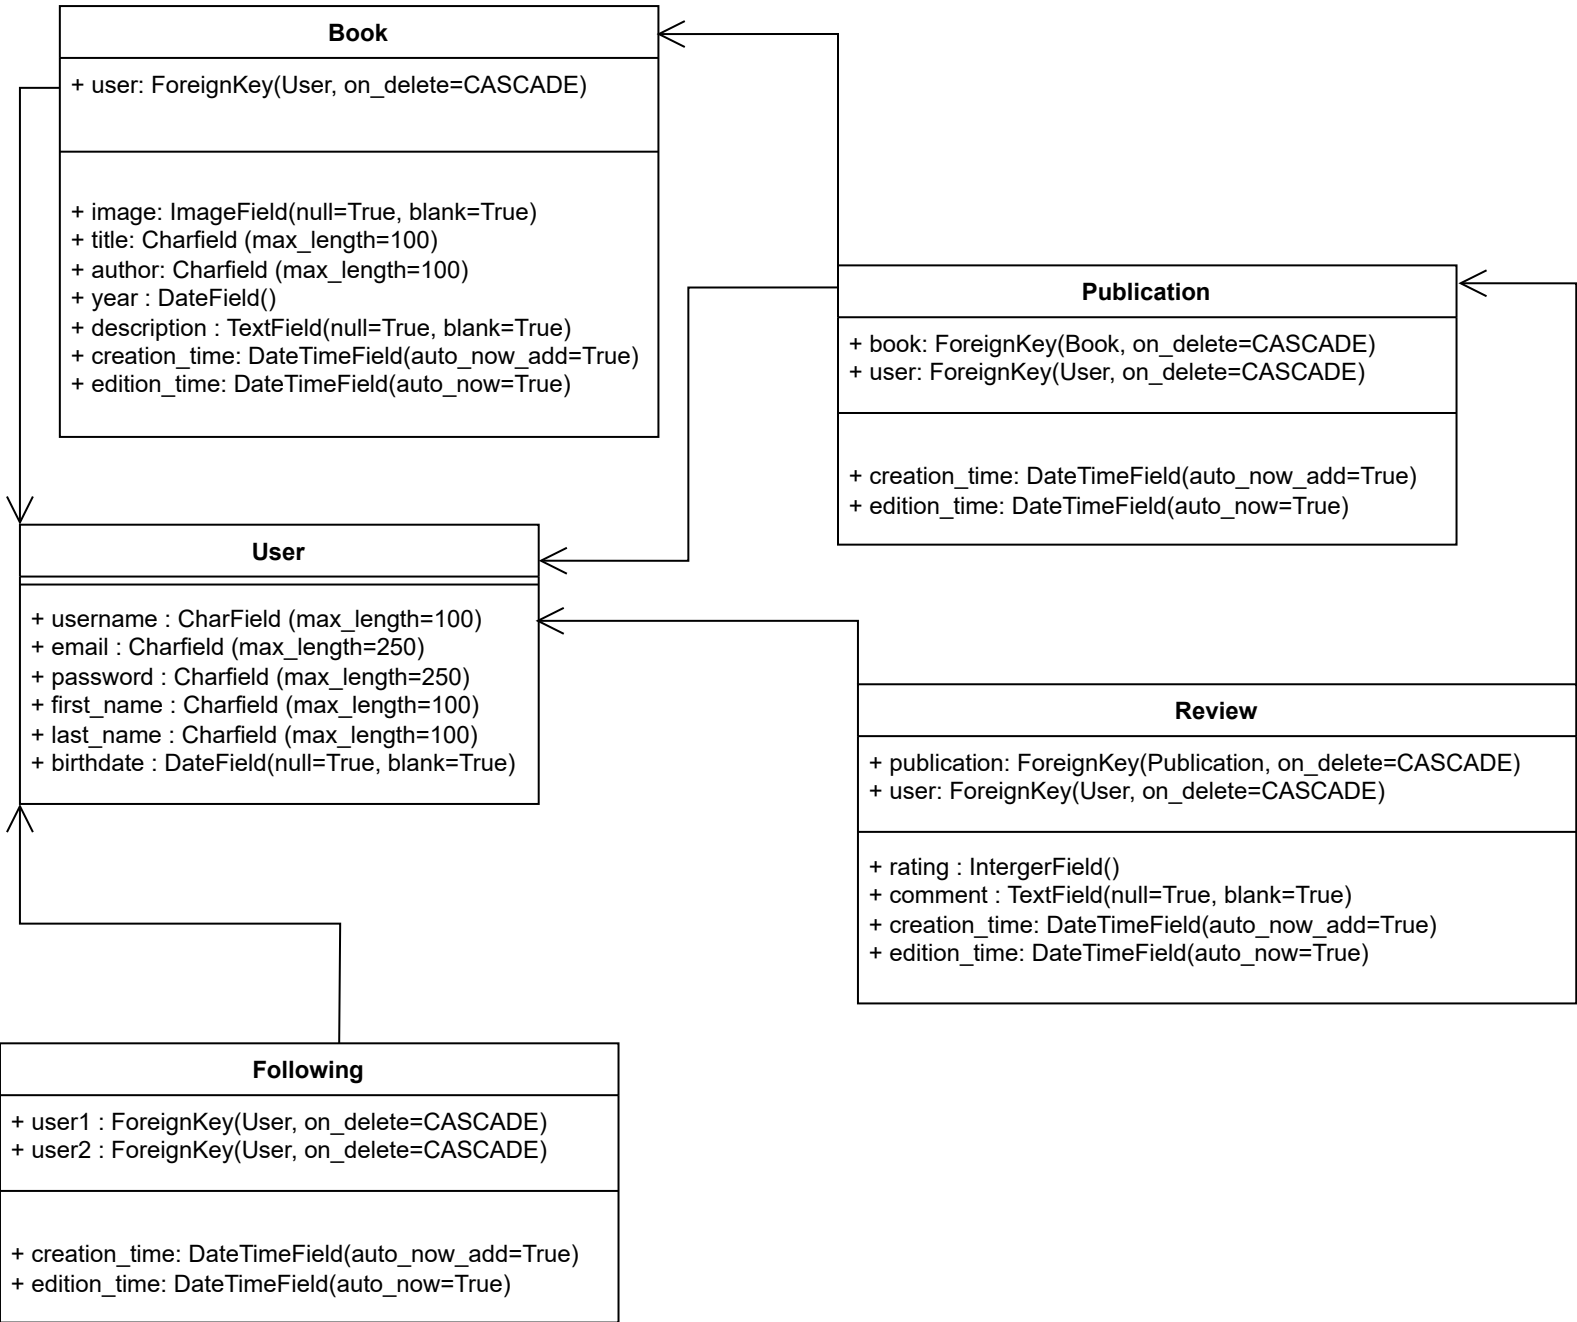 Book
+ user: ForeignKey(User, on_delete=CASCADE)
+ image: ImageField(null=True, blank=True)
+ title: Charfield (max_length=100)
+ author: Charfield (max_length=100)
+ year : DateField()
+ description : TextField(null=True, blank=True)
+ creation_time: DateTimeField(auto_now_add=True)
+ edition_time: DateTimeField(auto_now=True)
Publication
+ book: ForeignKey(Book, on_delete=CASCADE)
+ user: ForeignKey(User, on_delete=CASCADE)
+ creation_time: DateTimeField(auto_now_add=True)
+ edition_time: DateTimeField(auto_now=True)
User
+ username : CharField (max_length=100)
+ email : Charfield (max_length=250)
+ password : Charfield (max_length=250)
+ first_name : Charfield (max_length=100)
+ last_name : Charfield (max_length=100)
+ birthdate : DateField(null=True, blank=True)
Review
+ publication: ForeignKey(Publication, on_delete=CASCADE)
+ user: ForeignKey(User, on_delete=CASCADE)
+ rating : IntergerField()
+ comment : TextField(null=True, blank=True)
+ creation_time: DateTimeField(auto_now_add=True)
+ edition_time: DateTimeField(auto_now=True)
Following
+ user1 : ForeignKey(User, on_delete=CASCADE)
+ user2 : ForeignKey(User, on_delete=CASCADE)
+ creation_time: DateTimeField(auto_now_add=True)
+ edition_time: DateTimeField(auto_now=True)